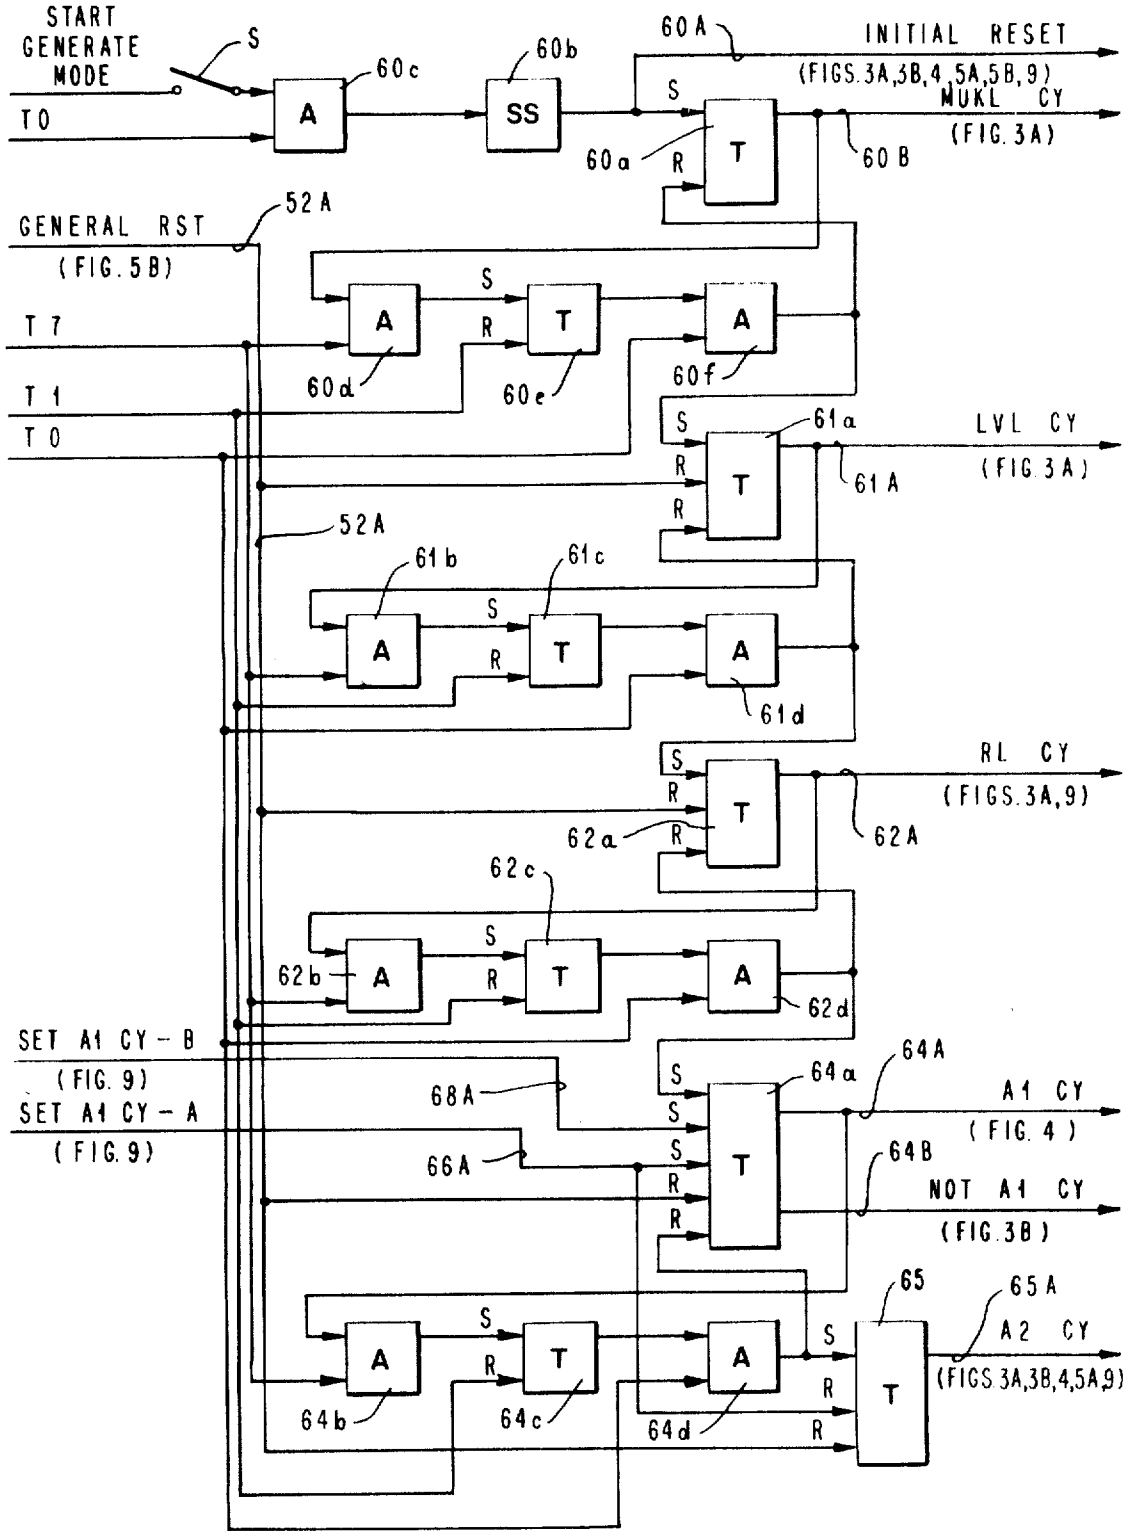 START
GENERATE
MODE
S
60c
60b
60A
INITIAL RESET
(FIGS. 3A, 3B, 4, 5A, 5B, 9)
A
SS
S
MUKL CY
(FIG. 3A)
T0
60a
T
60B
R
GENERAL RST
52A
(FIG. 5B)
A
S
T
A
T 7
R
60d
60e
60f
T 1
T 0
S
61a
LVL CY
(FIG. 3A)
R
T
61A
R
52A
61b
61c
S
A
T
A
R
61d
S
RL CY
(FIGS. 3A, 9)
R
T
62a
R
62A
62c
S
62b
A
T
A
R
62d
SET A1 CY - B
(FIG. 9)
68A
S
64a
64A
A1 CY
(FIG. 4)
SET A1 CY - A
(FIG. 9)
66A
S
S
T
64B
R
NOT A1 CY
(FIG. 3B)
R
65
65A
S
A
T
A
S
A2 CY
(FIGS. 3A, 3B, 4, 5A, 9)
R
T
64b
64c
64d
R
R